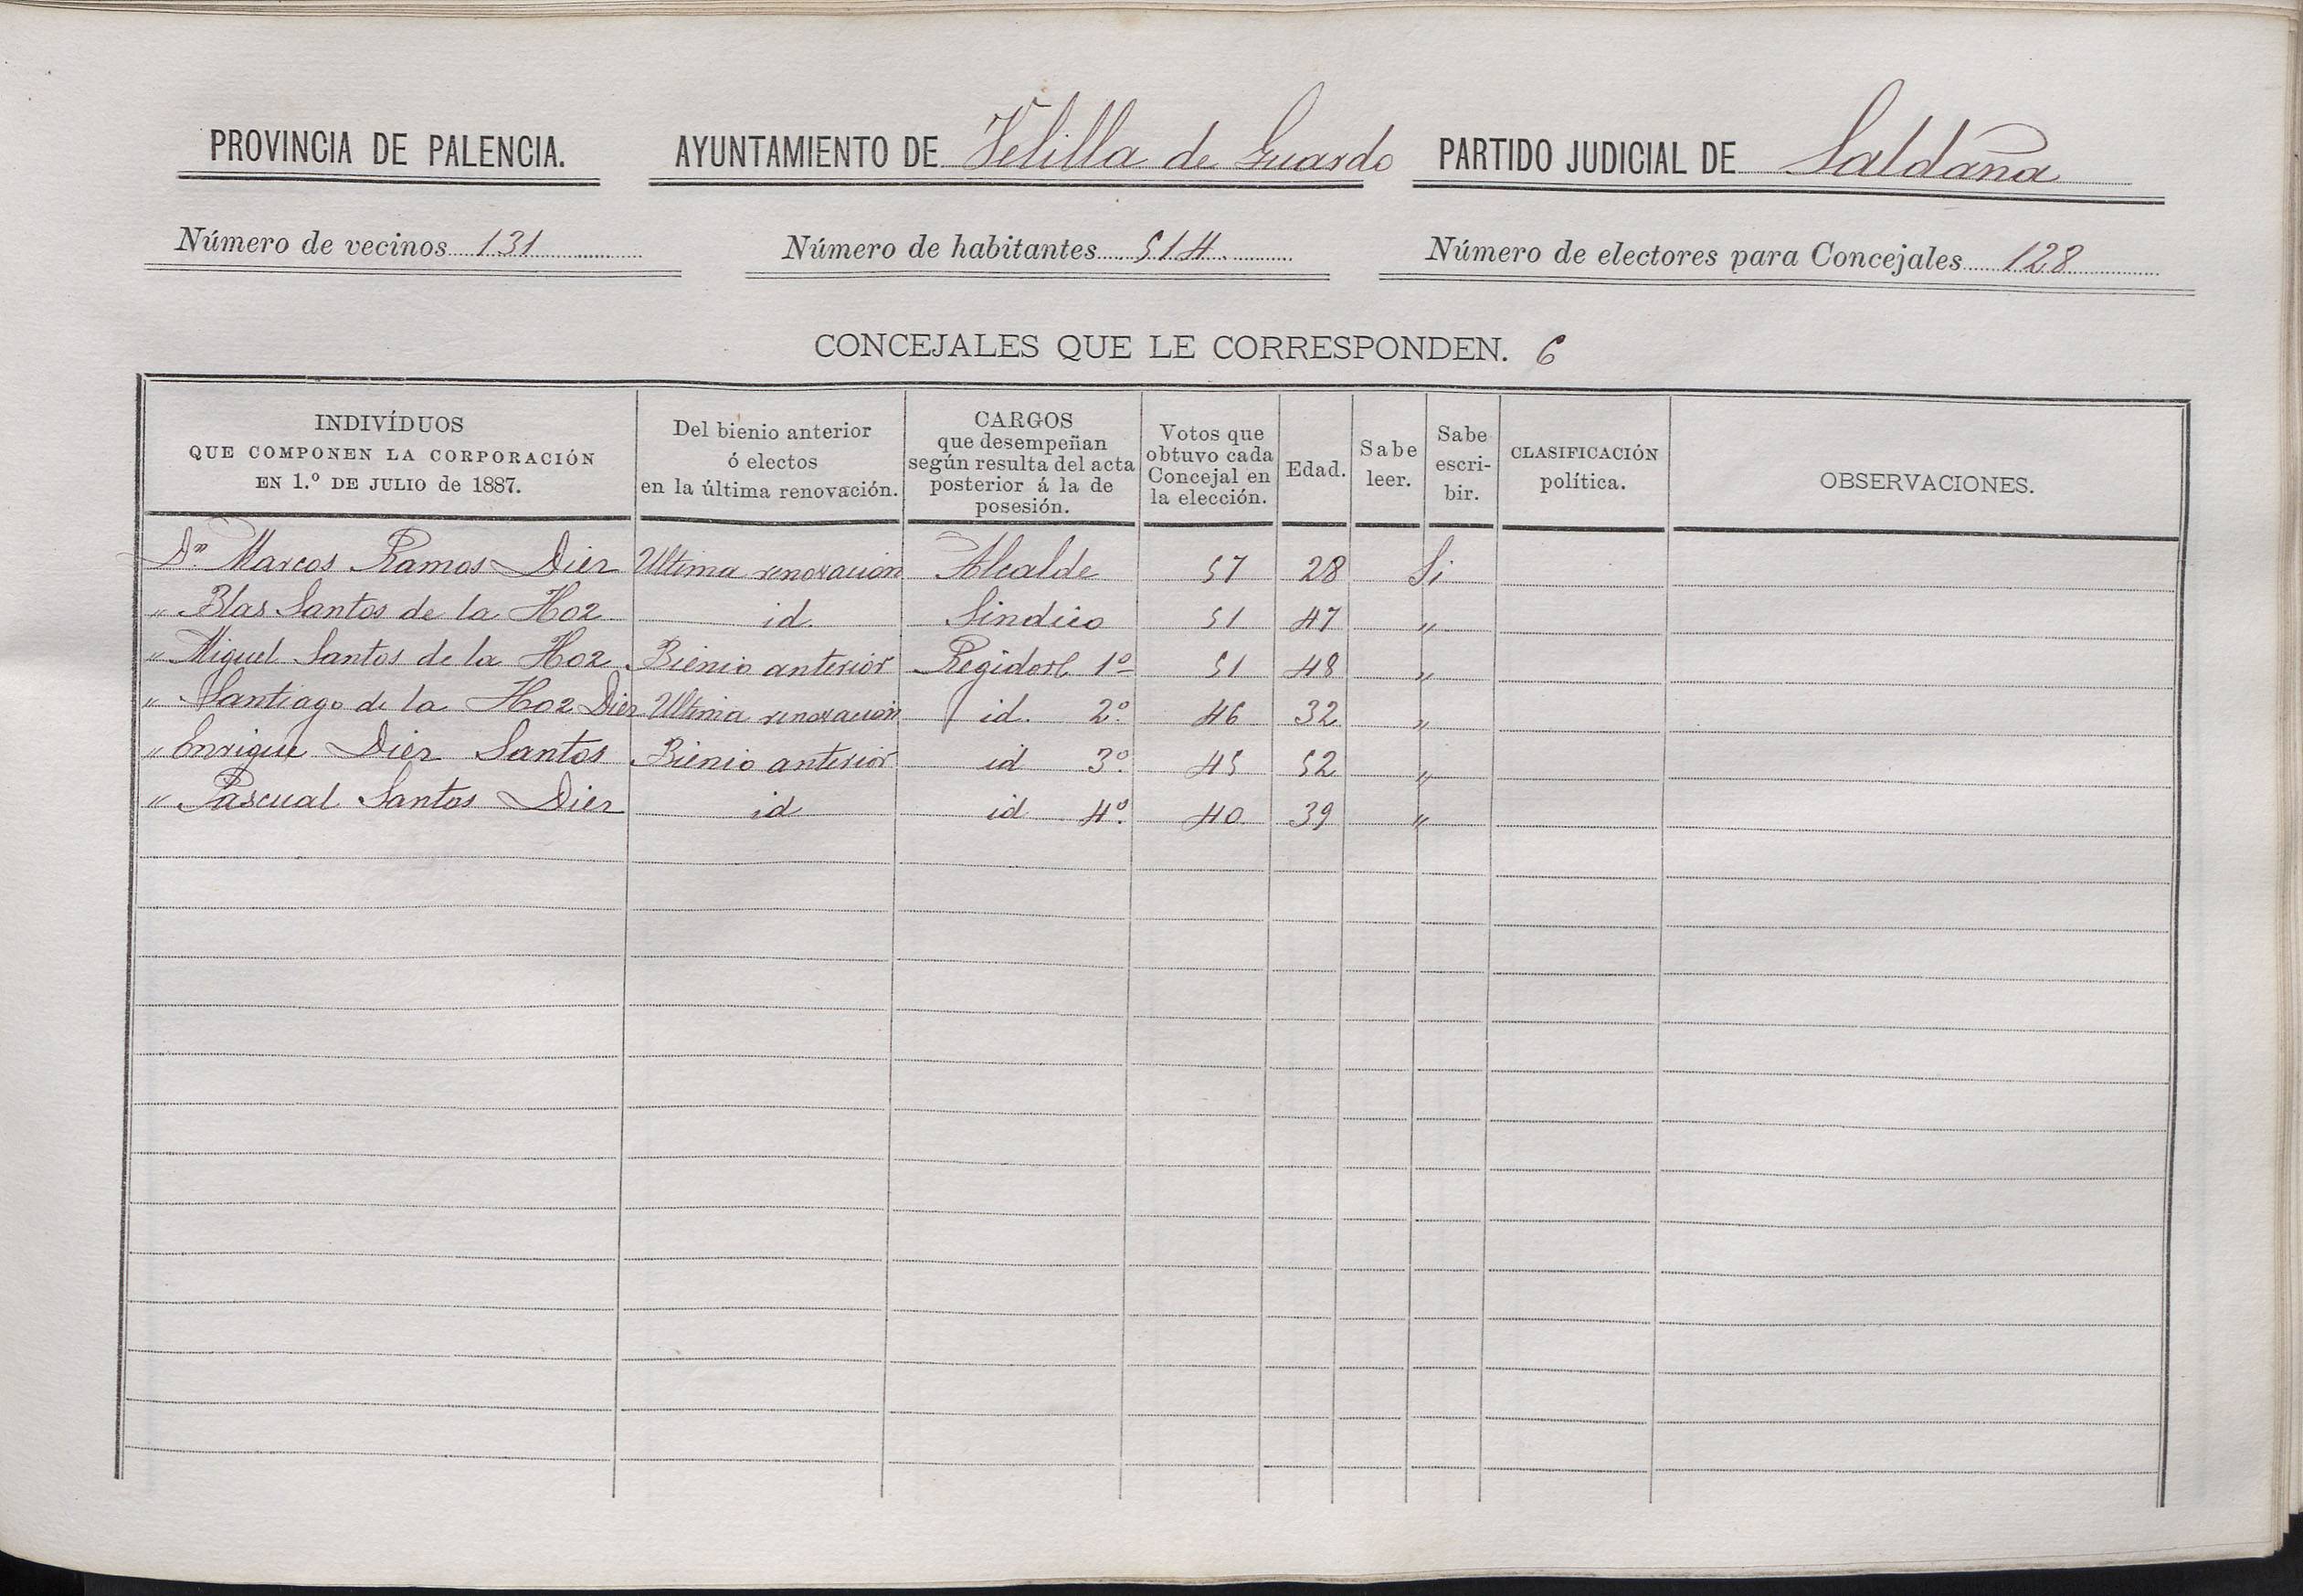 PROVINCIA DE PALENCIA. AYUNTAMIENTO DE Velilla de Guardo PARTIDO JUDICIAL DE Saldaña
Número de vecinos 131 Número de habitantes 514 Número de electores para Concejales 128
CONCEJALES QUE LE CORRESPONDEN. 6
INDIVÍDUOS
QUE COMPONEN LA CORPORACIÓN
EN 1.º DE JULIO de 1887.
Del bienio anterior
ó electos
en la última renovación.
CARGOS
que desempeñan
según resulta del acta
posterior á la de
posesión.
Votos que
obtuvo cada
Concejal en
la elección.
Edad.
Sabe
leer.
Sabe
escri-
bir.
CLASIFICACIÓN
política.
OBSERVACIONES.
Dn. Marcos Ramos Diez Ultima renovacion Alcalde 57 28 Si
" Blas Santos de la Hoz id. Sindico 51 47 "
" Miguel Santos de la Hoz Bienio anterior Regidor 1º 51 48 "
" Santiago de la Hoz Diez Ultima renovacion id. 2º 46 32 "
" Enrique Diez Santos Bienio anterior id 3º 45 52 "
" Pascual Santos Diez id id 4º 40 39 "